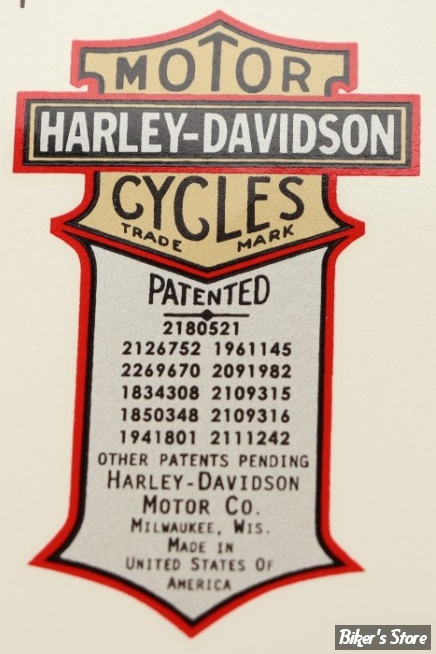 MOTOR
HARLEY-DAVIDSON
CYCLES
TRADE MARK
PATENTED
2180521
2126752 1961145
2269670 2091982
1834308 2109315
1850348 2109316
1941801 2111242
OTHER PATENTS PENDING
HARLEY-DAVIDSON
MOTOR CO.
MILWAUKEE, WIS.
MADE IN
UNITED STATES OF
AMERICA
Biker's Store